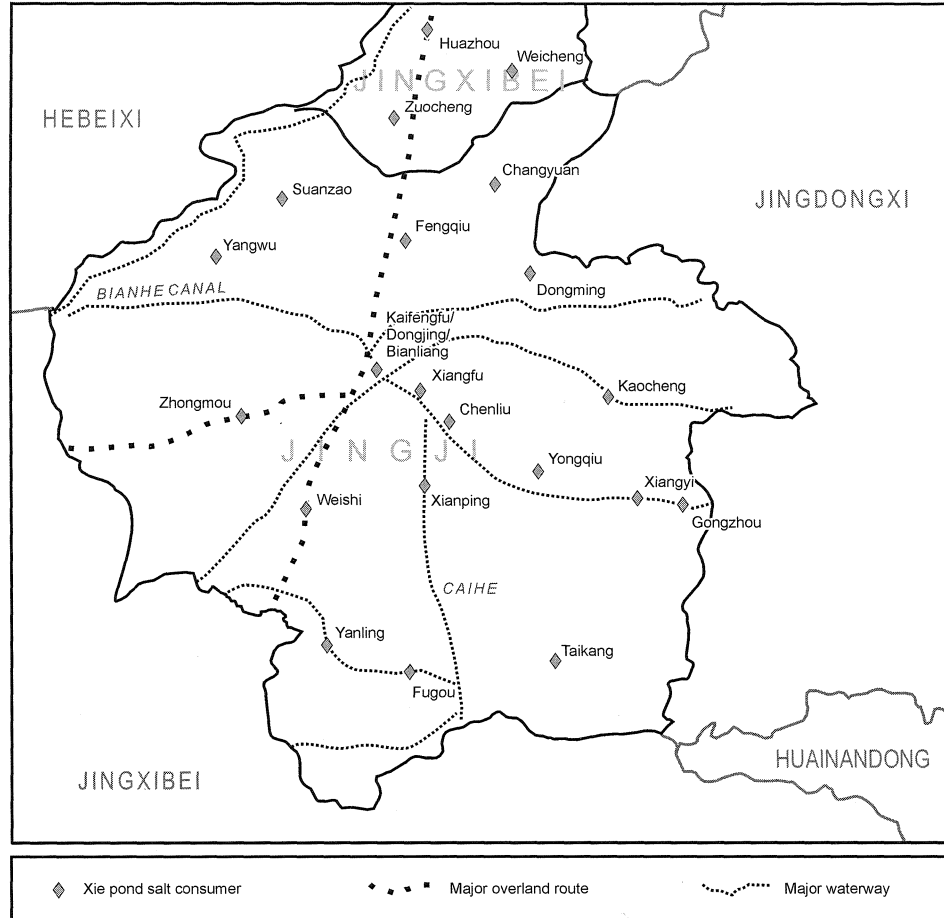 Huazhou
Weicheng
JINGXIBEI
HEBEIXI
Zuocheng
Changyuan
Suanzao
JINGDONGXI
Fengqiu
Yangwu
Dongming
BIANHE CANAL
Kaifengfu/
Dongjing/
Bianliang
Xiangfu
Kaocheng
Zhongmou
Chenliu
JINGJI
Yongqiu
Xiangyi
Weishi
Xianping
Gongzhou
CAIHE
Yanling
Taikang
Fugou
HUAINANDONG
JINGXIBEI
Xie pond salt consumer
Major overland route
Major waterway